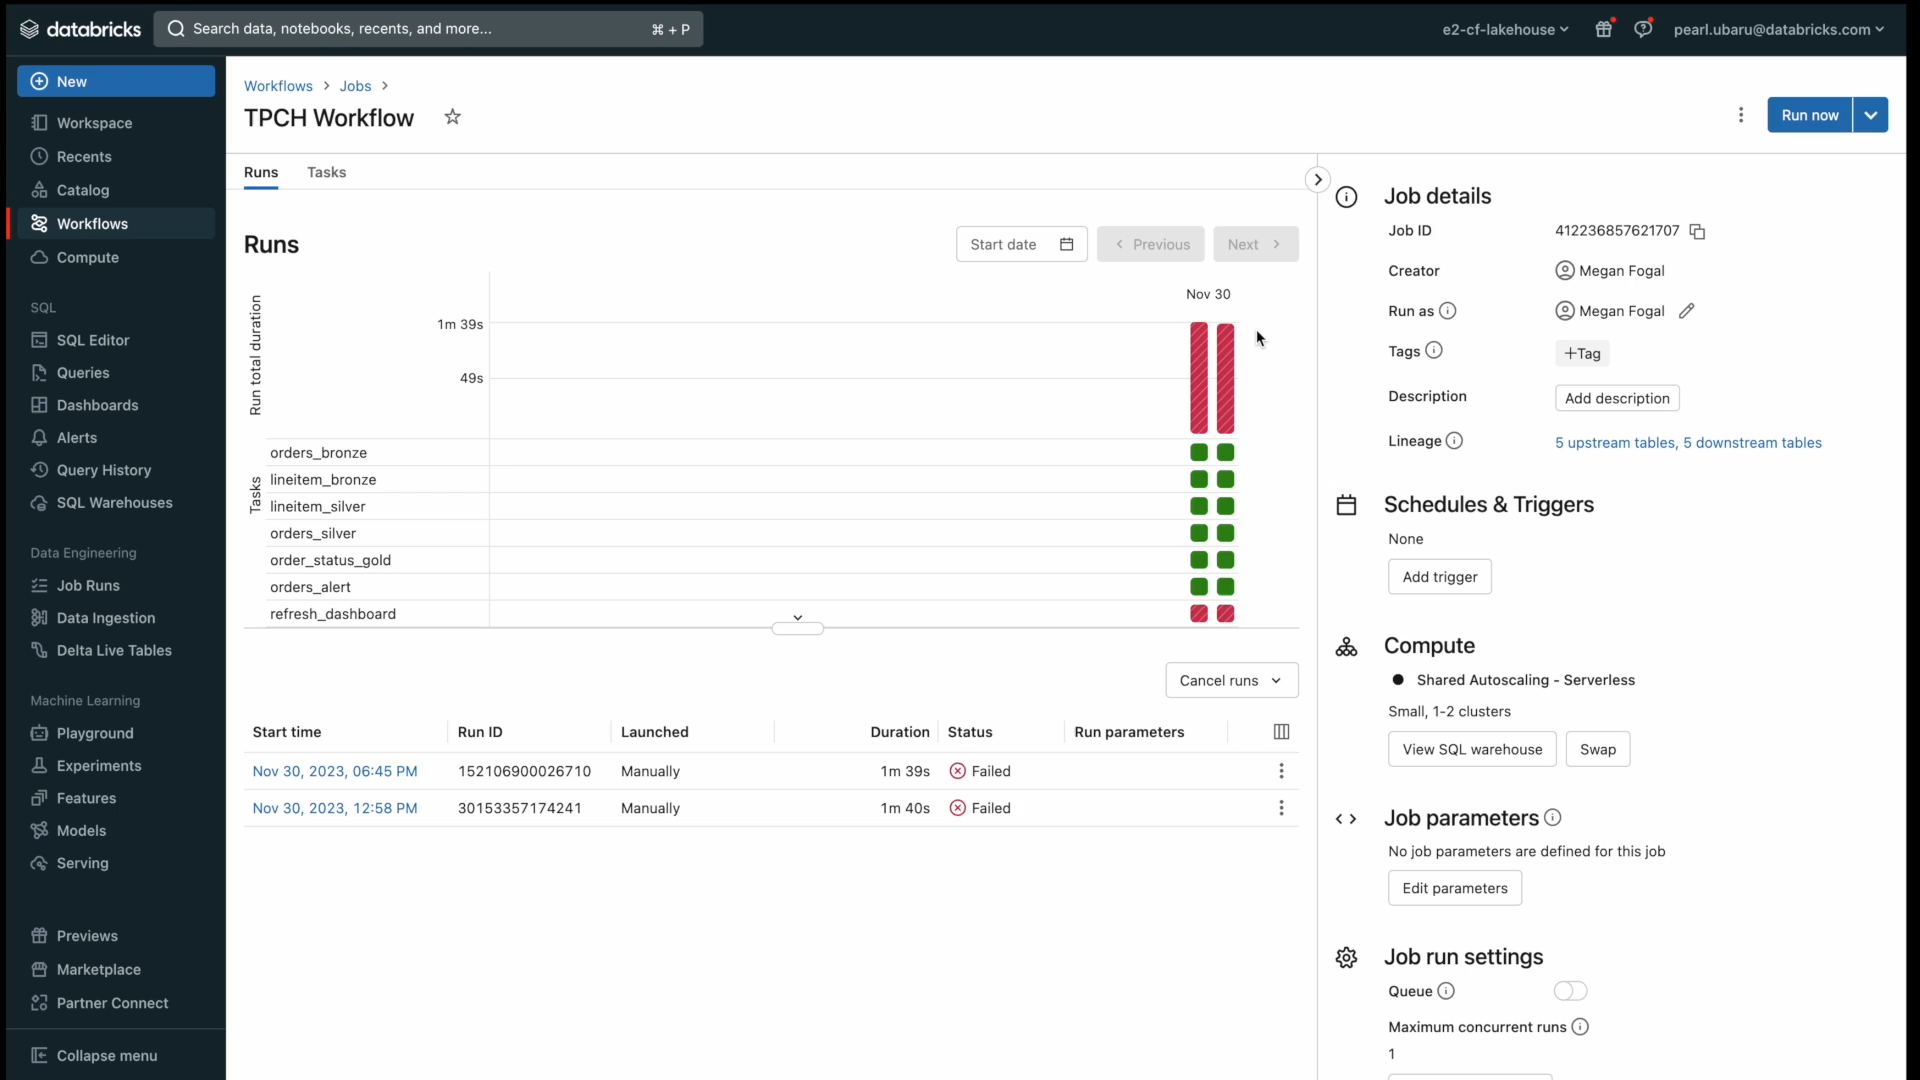 databricks
Search data, notebooks, recents, and more...
⌘ + P
e2-cf-lakehouse
pearl.ubaru@databricks.com
New
Workspace
Recents
Catalog
Workflows
Compute
SQL
SQL Editor
Queries
Dashboards
Alerts
Query History
SQL Warehouses
Data Engineering
Job Runs
Data Ingestion
Delta Live Tables
Machine Learning
Playground
Experiments
Features
Models
Serving
Previews
Marketplace
Partner Connect
Collapse menu
Workflows > Jobs >
TPCH Workflow
Run now
Runs Tasks
Runs
Start date
Previous
Next
Nov 30
Run total duration
1m 39s
49s
Tasks
orders_bronze
lineitem_bronze
lineitem_silver
orders_silver
order_status_gold
orders_alert
refresh_dashboard
Cancel runs
Start time Run ID Launched Duration Status Run parameters
Nov 30, 2023, 06:45 PM 152106900026710 Manually 1m 39s Failed
Nov 30, 2023, 12:58 PM 30153357174241 Manually 1m 40s Failed
Job details
Job ID 412236857621707
Creator Megan Fogal
Run as Megan Fogal
Tags +Tag
Description Add description
Lineage 5 upstream tables, 5 downstream tables
Schedules & Triggers
None
Add trigger
Compute
Shared Autoscaling - Serverless
Small, 1-2 clusters
View SQL warehouse Swap
Job parameters
No job parameters are defined for this job
Edit parameters
Job run settings
Queue
Maximum concurrent runs
1